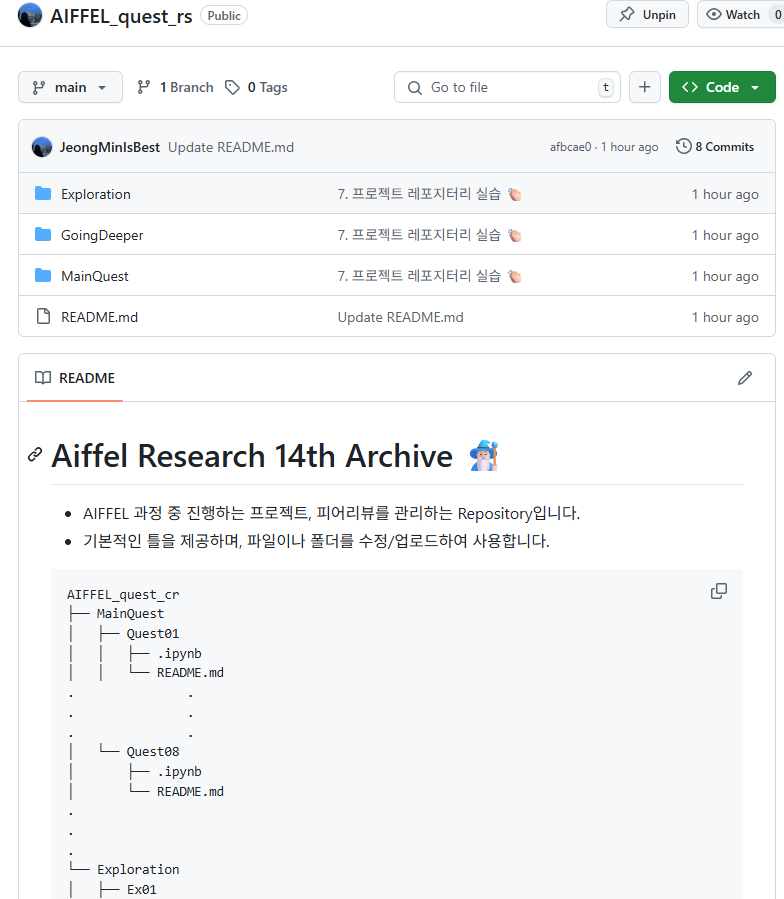 AIFFEL_quest_rs Public Unpin Watch 0
main 1 Branch 0 Tags Go to file t Code
JeongMinIsBest Update README.md afbcae0 · 1 hour ago 8 Commits
Exploration 7. 프로젝트 레포지터리 실습 👏🏻 1 hour ago
GoingDeeper 7. 프로젝트 레포지터리 실습 👏🏻 1 hour ago
MainQuest 7. 프로젝트 레포지터리 실습 👏🏻 1 hour ago
README.md Update README.md 1 hour ago
README
Aiffel Research 14th Archive 🧙🏻‍♂️
• AIFFEL 과정 중 진행하는 프로젝트, 피어리뷰를 관리하는 Repository입니다.
• 기본적인 틀을 제공하며, 파일이나 폴더를 수정/업로드하여 사용합니다.
AIFFEL_quest_cr
├── MainQuest
│   ├── Quest01
│   │   ├── .ipynb
│   │   └── README.md
.               .
.               .
.               .
│   └── Quest08
│       ├── .ipynb
│       └── README.md
.
.
.
└── Exploration
│   ├── Ex01